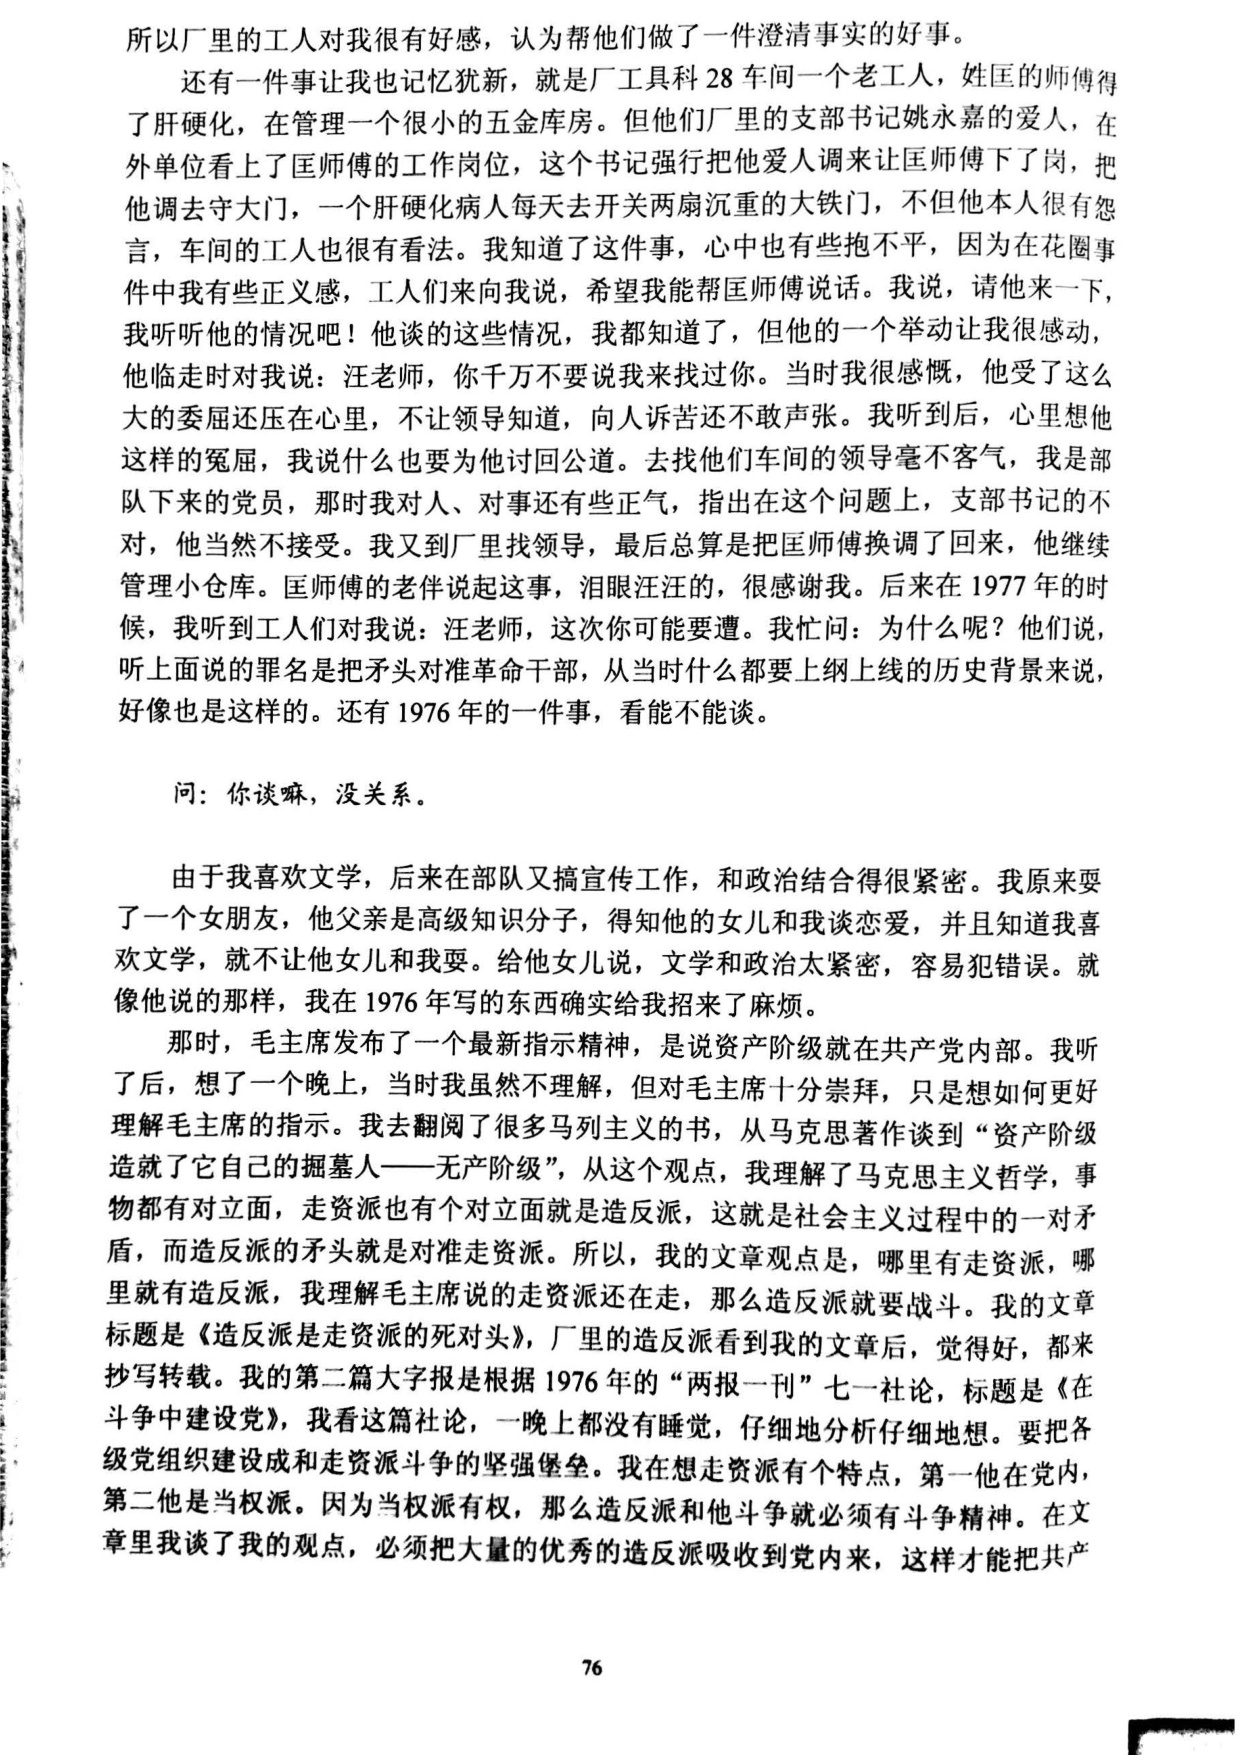 所以厂里的工人对我很有好感，认为帮他们做了一件澄清事实的好事。
还有一件事让我也记忆犹新，就是厂工具科 28 车间一个老工人，姓匡的师傅得
了肝硬化，在管理一个很小的五金库房。但他们厂里的支部书记姚永嘉的爱人，在
外单位看上了匡师傅的工作岗位，这个书记强行把他爱人调来让匡师傅下了岗，把
他调去守大门，一个肝硬化病人每天去开关两扇沉重的大铁门，不但他本人很有怨
言，车间的工人也很有看法。我知道了这件事，心中也有些抱不平，因为在花圈事
件中我有些正义感，工人们来向我说，希望我能帮匡师傅说话。我说，请他来一下，
我听听他的情况吧！他谈的这些情况，我都知道了，但他的一个举动让我很感动，
他临走时对我说：汪老师，你千万不要说我来找过你。当时我很感慨，他受了这么
大的委屈还压在心里，不让领导知道，向人诉苦还不敢声张。我听到后，心里想他
这样的冤屈，我说什么也要为他讨回公道。去找他们车间的领导毫不客气，我是部
队下来的党员，那时我对人、对事还有些正气，指出在这个问题上，支部书记的不
对，他当然不接受。我又到厂里找领导，最后总算是把匡师傅换调了回来，他继续
管理小仓库。匡师傅的老伴说起这事，泪眼汪汪的，很感谢我。后来在 1977 年的时
候，我听到工人们对我说：汪老师，这次你可能要遭。我忙问：为什么呢？他们说，
听上面说的罪名是把矛头对准革命干部，从当时什么都要上纲上线的历史背景来说，
好像也是这样的。还有 1976 年的一件事，看能不能谈。
问：你谈嘛，没关系。
由于我喜欢文学，后来在部队又搞宣传工作，和政治结合得很紧密。我原来耍
了一个女朋友，他父亲是高级知识分子，得知他的女儿和我谈恋爱，并且知道我喜
欢文学，就不让他女儿和我耍。给他女儿说，文学和政治太紧密，容易犯错误。就
像他说的那样，我在 1976 年写的东西确实给我招来了麻烦。
那时，毛主席发布了一个最新指示精神，是说资产阶级就在共产党内部。我听
了后，想了一个晚上，当时我虽然不理解，但对毛主席十分崇拜，只是想如何更好
理解毛主席的指示。我去翻阅了很多马列主义的书，从马克思著作谈到“资产阶级
造就了它自己的掘墓人——无产阶级”，从这个观点，我理解了马克思主义哲学，事
物都有对立面，走资派也有个对立面就是造反派，这就是社会主义过程中的一对矛
盾，而造反派的矛头就是对准走资派。所以，我的文章观点是，哪里有走资派，哪
里就有造反派，我理解毛主席说的走资派还在走，那么造反派就要战斗。我的文章
标题是《造反派是走资派的死对头》，厂里的造反派看到我的文章后，觉得好，都来
抄写转载。我的第二篇大字报是根据 1976 年的“两报一刊”七一社论，标题是《在
斗争中建设党》，我看这篇社论，一晚上都没有睡觉，仔细地分析仔细地想。要把各
级党组织建设成和走资派斗争的坚强堡垒。我在想走资派有个特点，第一他在党内，
第二他是当权派。因为当权派有权，那么造反派和他斗争就必须有斗争精神。在文
章里我谈了我的观点，必须把大量的优秀的造反派吸收到党内来，这样才能把共产
76